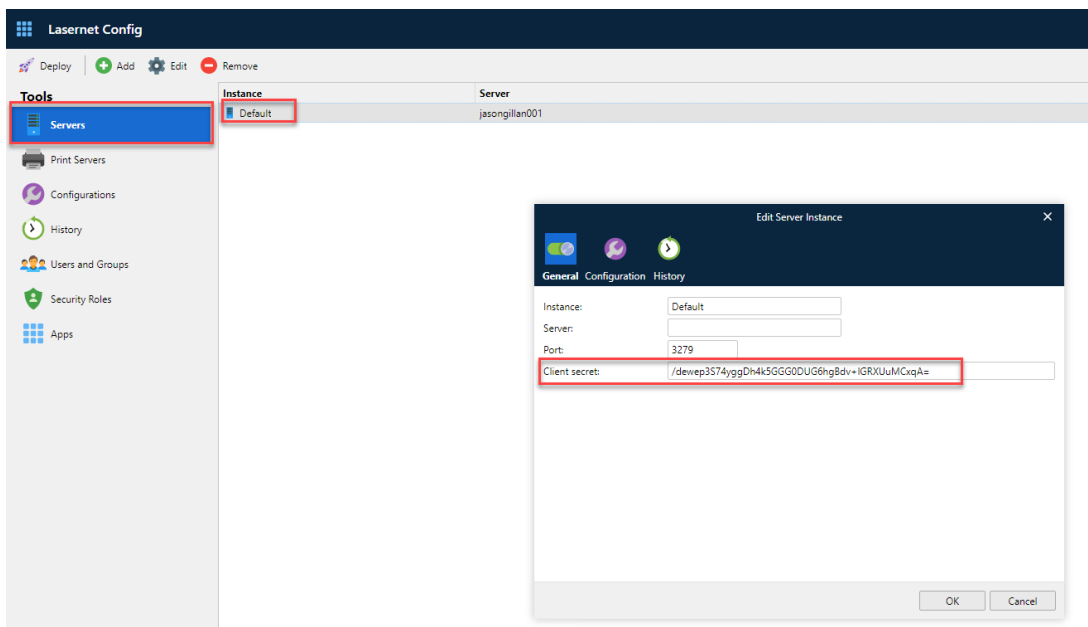 Lasernet Config
Deploy Add Edit Remove
Tools
Servers
Print Servers
Configurations
History
Users and Groups
Security Roles
Apps
Instance Server
Default jasongillan001
Edit Server Instance
General Configuration History
Instance: Default
Server:
Port: 3279
Client secret: /dewep3S74yggDh4k5GGG0DUG6hgBdv+IGRXUuMCxqA=
OK Cancel